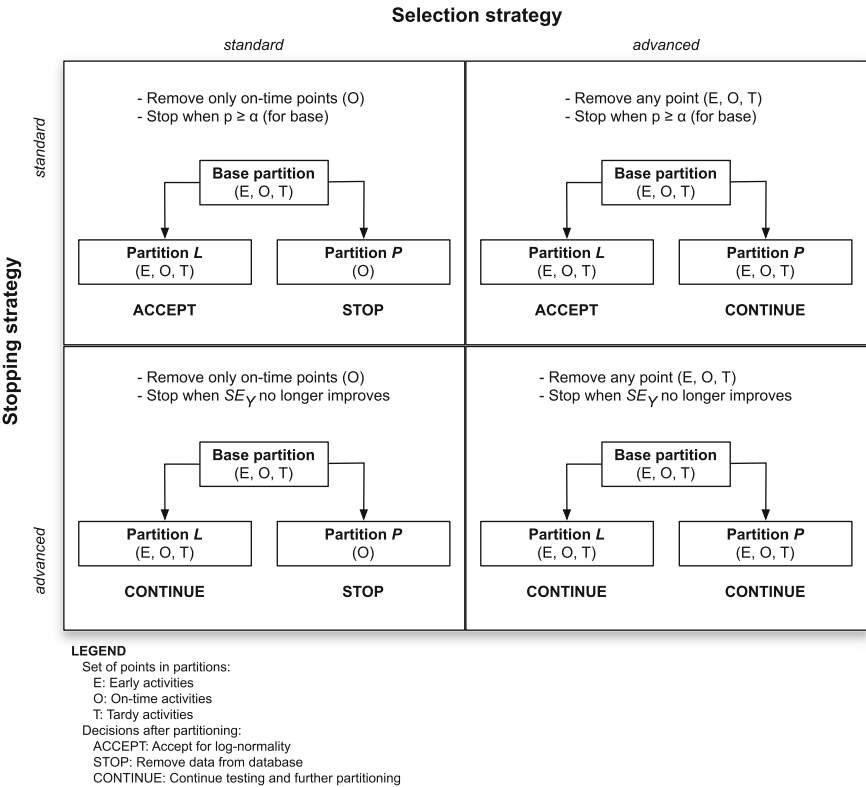 Selection strategy
standard
advanced
Stopping strategy
standard
- Remove only on-time points (O)
- Stop when p ≥ α (for base)
Base partition
(E, O, T)
Partition L
(E, O, T)
ACCEPT
Partition P
(O)
STOP
- Remove any point (E, O, T)
- Stop when p ≥ α (for base)
Base partition
(E, O, T)
Partition L
(E, O, T)
ACCEPT
Partition P
(E, O, T)
CONTINUE
advanced
- Remove only on-time points (O)
- Stop when SEY no longer improves
Base partition
(E, O, T)
Partition L
(E, O, T)
CONTINUE
Partition P
(O)
STOP
- Remove any point (E, O, T)
- Stop when SEY no longer improves
Base partition
(E, O, T)
Partition L
(E, O, T)
CONTINUE
Partition P
(E, O, T)
CONTINUE
LEGEND
Set of points in partitions:
E: Early activities
O: On-time activities
T: Tardy activities
Decisions after partitioning:
ACCEPT: Accept for log-normality
STOP: Remove data from database
CONTINUE: Continue testing and further partitioning